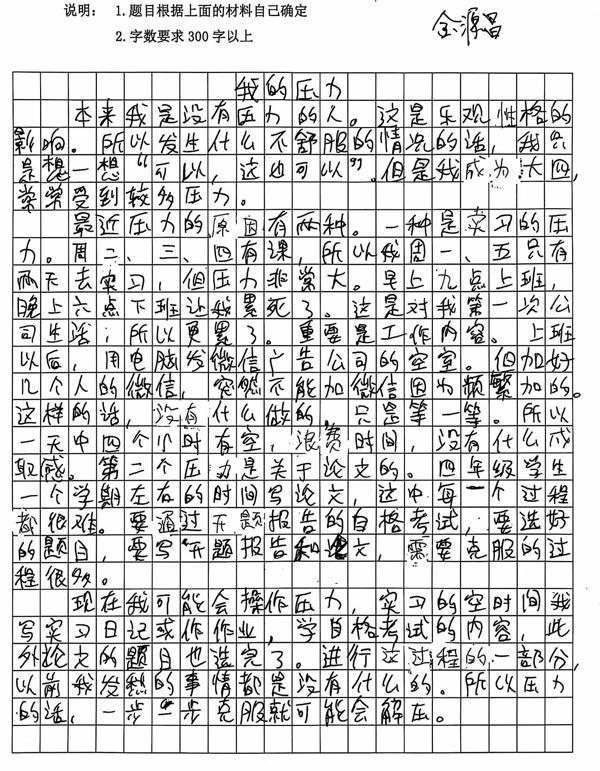 说明： 1.题目根据上面的材料自己确定
2.字数要求300字以上
金源昌
我的压力
本来我是没有压力的人。这是乐观性格的
影响。所以发生什么不舒服的情况的话，我只
是想一想“可以，这也可以”。但是我成为大四，
常常受到较多压力。
最近压力的原因有两种。一种是实习的压
力。周二、三、四有课，所以我周一、五只有
两天去实习，但压力非常大。早上九点上班，
晚上六点下班让我累死了。这是对我第一次公
司生活；所以更累了。重要是工作内容。上班
以后，用电脑发微信广告公司的空室。但加好
几个人的微信，突然不能加微信因为频繁加的。
这样的话，没有什么做的，只是等一等。所以
一天中四个小时有空，浪费时间，没有什么成
取感。第二个压力是关于论文的。四年级学生
一个学期左右的时间写论文，这中每一个过程
都很难。要通过开题报告的自格考试，要选好
的题目，要写开题报告和论文，需要克服的过
程很多。
现在我可能会操作压力，实习的空时间我
写实习日记或作作业，学自格考试的内容，此
外论文的题目也选完了。进行这过程的一部分，
以前我发愁的事情都是没有什么的。所以压力
的话，一步一步克服就可能会解压。